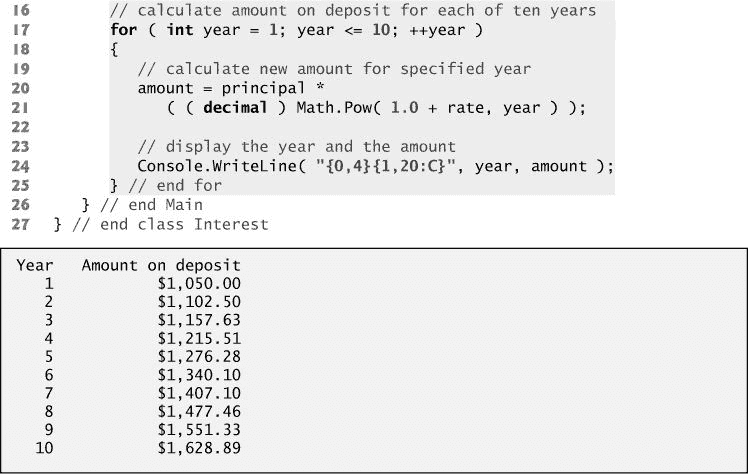 16 // calculate amount on deposit for each of ten years
17 for ( int year = 1; year <= 10; ++year )
18 {
19 // calculate new amount for specified year
20 amount = principal *
21 ( ( decimal ) Math.Pow( 1.0 + rate, year ) );
22
23 // display the year and the amount
24 Console.WriteLine( "{0,4}{1,20:C}", year, amount );
25 } // end for
26 } // end Main
27 } // end class Interest
Year Amount on deposit
1 $1,050.00
2 $1,102.50
3 $1,157.63
4 $1,215.51
5 $1,276.28
6 $1,340.10
7 $1,407.10
8 $1,477.46
9 $1,551.33
10 $1,628.89